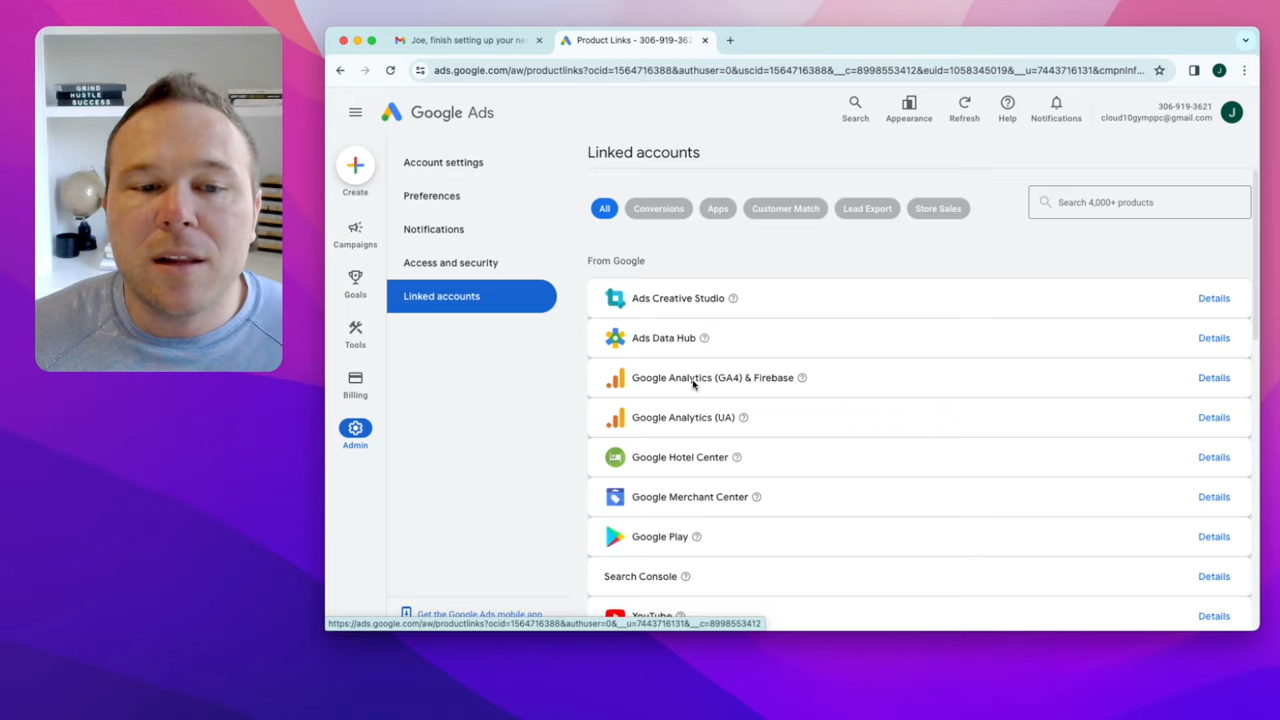 GRIND
HUSTLE
SUCCESS
Joe, finish setting up your ne
Product Links - 306-919-362
ads.google.com/aw/productlinks?ocid=1564716388&authuser=0&uscid=1564716388&__c=8998553412&euid=1058345019&__u=7443716131&cmpnInf...
J
Google Ads
Search
Appearance
Refresh
Help
Notifications
306-919-3621
cloud10gymppc@gmail.com
J
Create
Campaigns
Goals
Tools
Billing
Admin
Account settings
Preferences
Notifications
Access and security
Linked accounts
Get the Google Ads mobile app
Linked accounts
All
Conversions
Apps
Customer Match
Lead Export
Store Sales
Search 4,000+ products
From Google
Ads Creative Studio Details
Ads Data Hub Details
Google Analytics (GA4) & Firebase Details
Google Analytics (UA) Details
Google Hotel Center Details
Google Merchant Center Details
Google Play Details
Search Console Details
YouTube Details
https://ads.google.com/aw/productlinks?ocid=1564716388&authuser=0&__u=7443716131&__c=8998553412